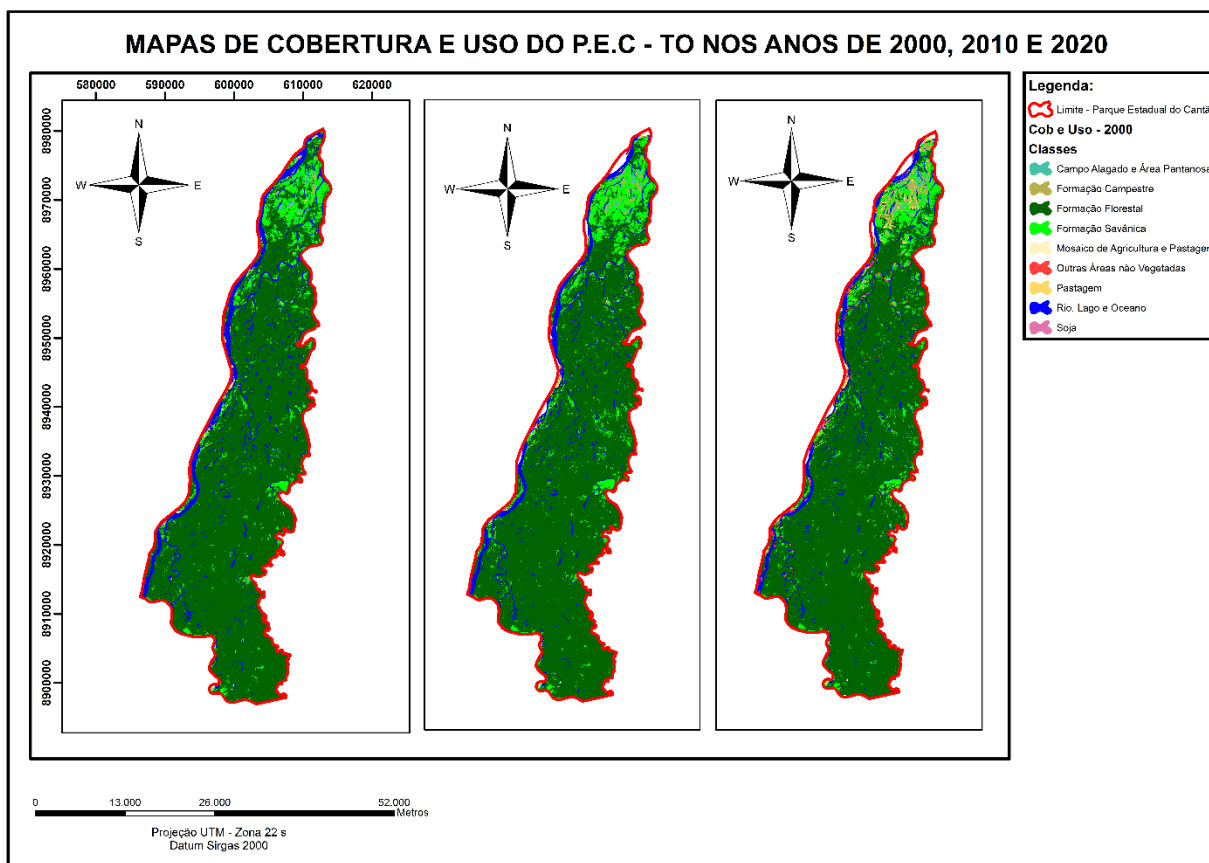 MAPAS DE COBERTURA E USO DO P.E.C - TO NOS ANOS DE 2000, 2010 E 2020
580000 590000 600000 610000 620000
8980000
8970000
8960000
8950000
8940000
8930000
8920000
8910000
8900000
N
W E
S
N
W E
S
N
W E
S
Legenda:
Limite - Parque Estadual do Cantã
Cob e Uso - 2000
Classes
Campo Alagado e Área Pantanosa
Formação Campestre
Formação Florestal
Formação Savânica
Mosaico de Agricultura e Pastagem
Outras Áreas não Vegetadas
Pastagem
Rio, Lago e Oceano
Soja
0 13.000 26.000 52.000
Metros
Projeção UTM - Zona 22 s
Datum Sirgas 2000